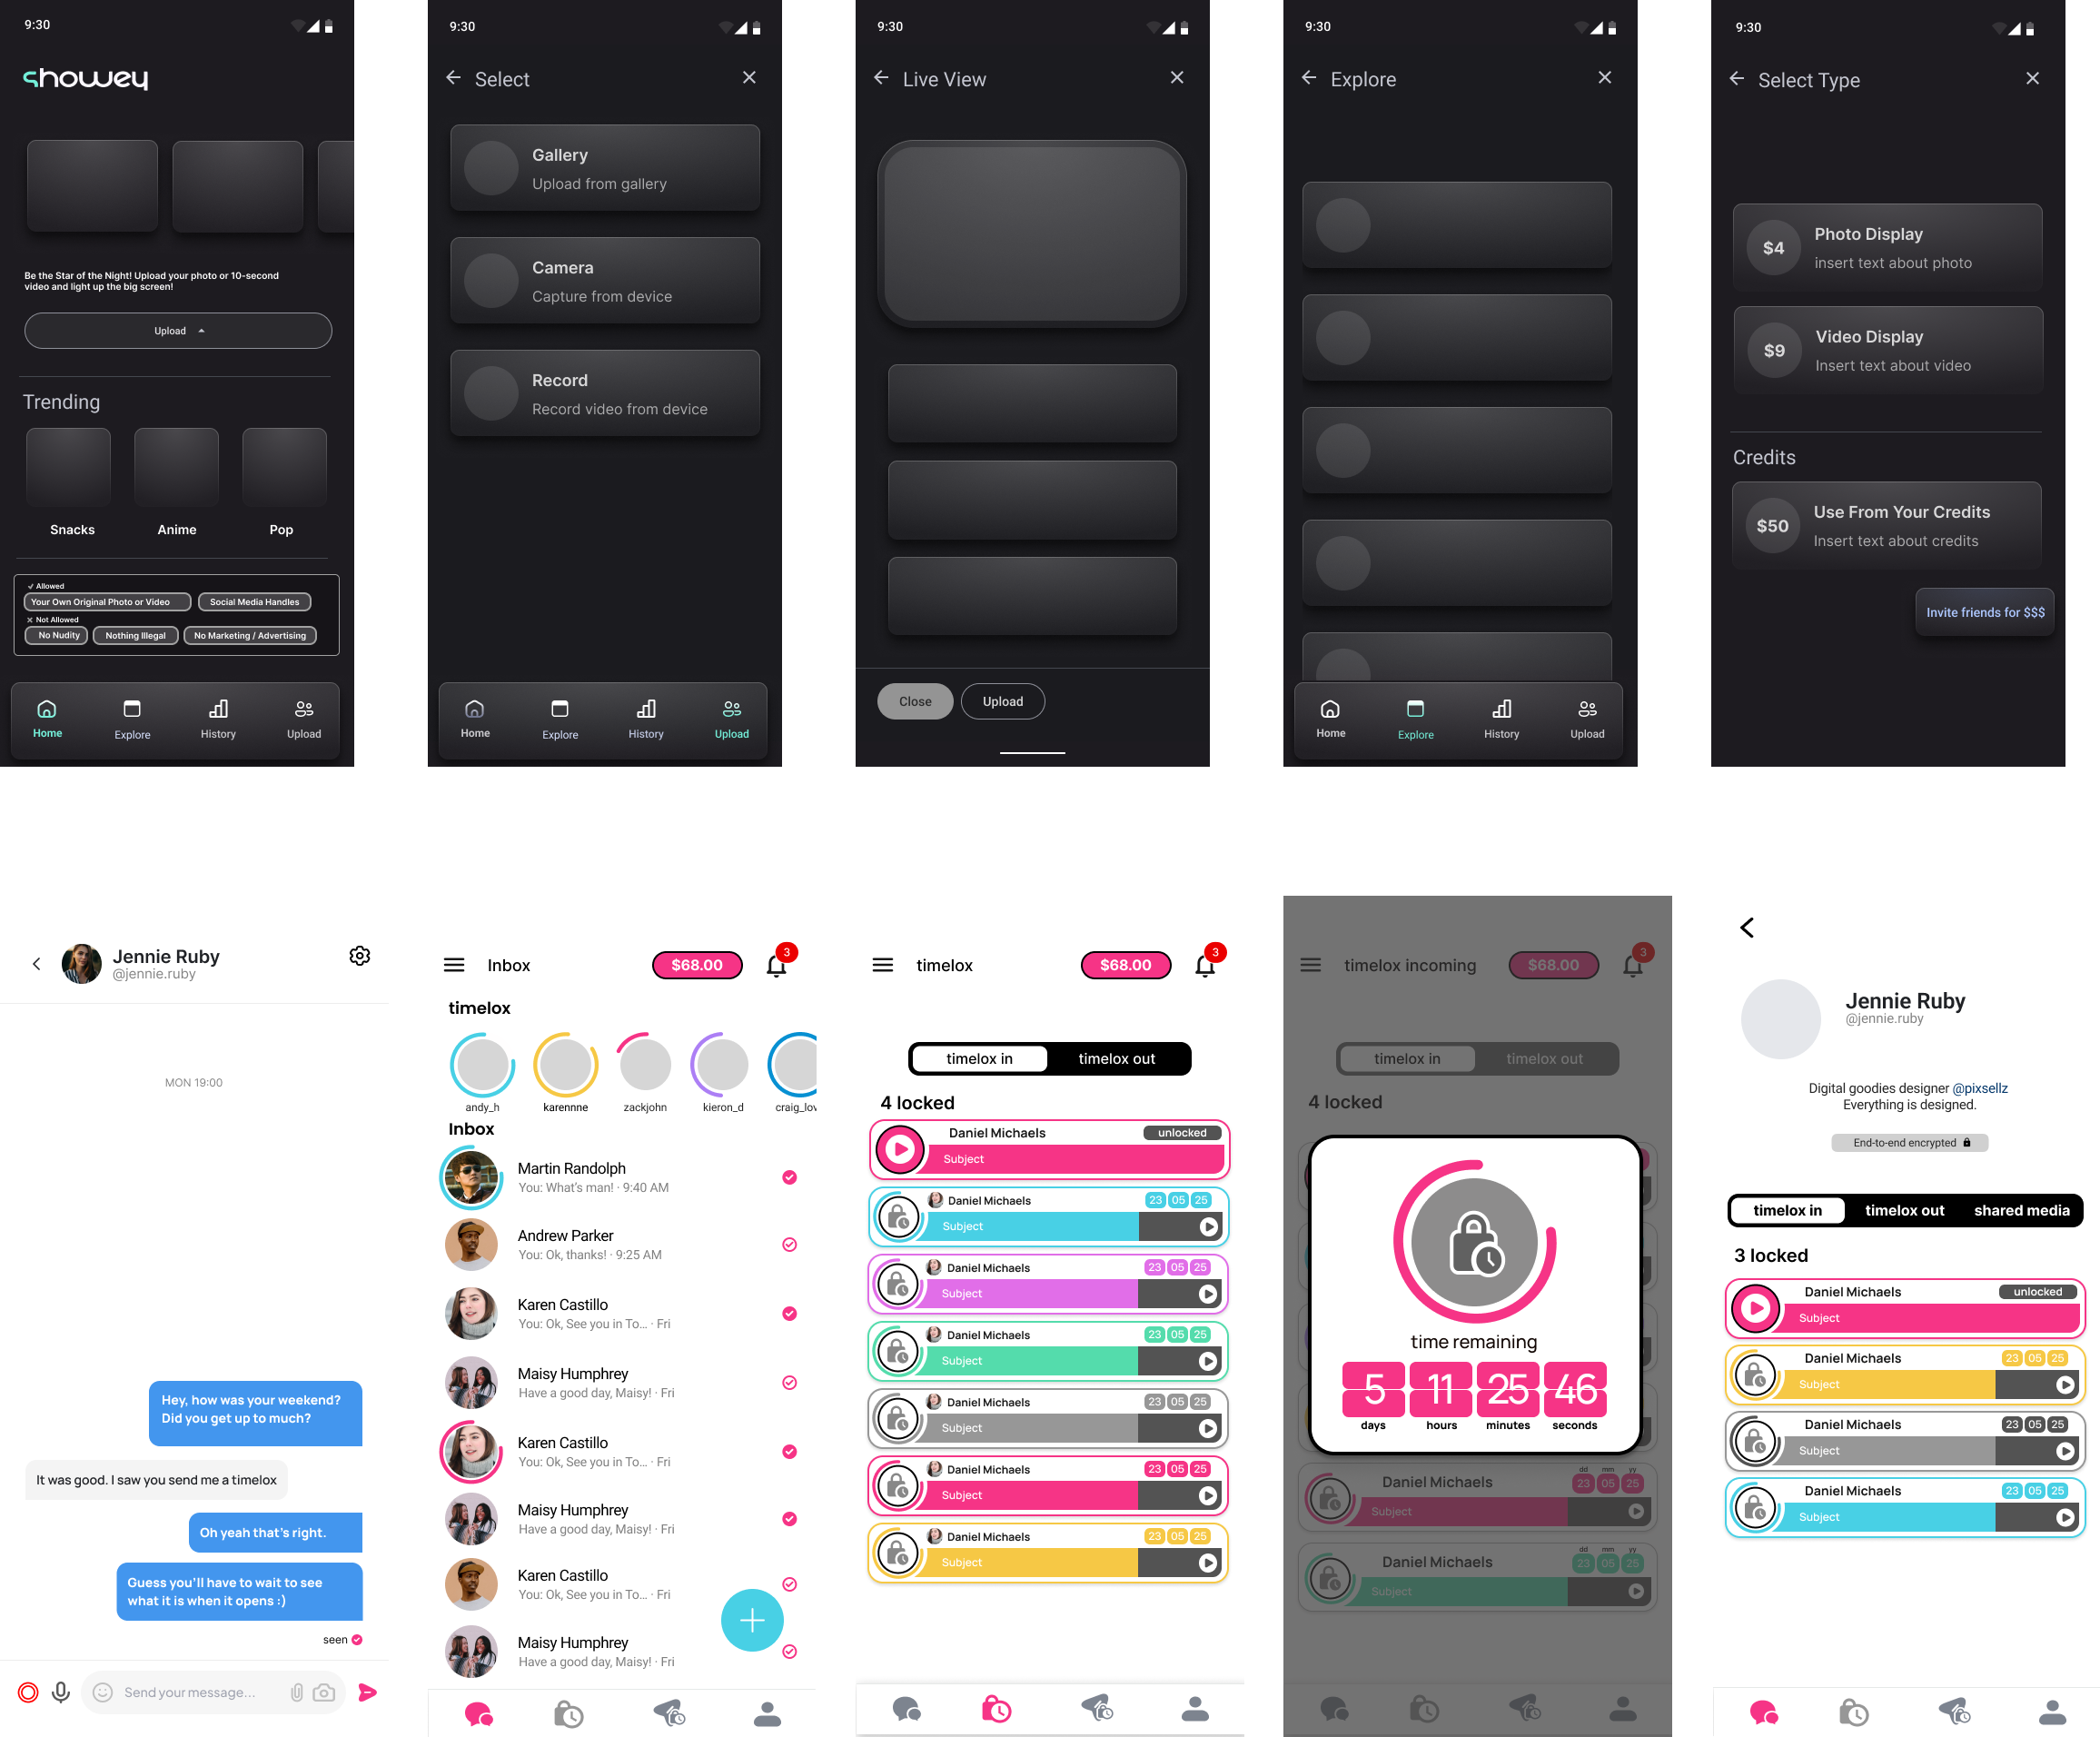 9:30
showey
Be the Star of the Night! Upload your photo or 10-second
video and light up the big screen!
Upload
Trending
Snacks
Anime
Pop
Allowed
Your Own Original Photo or Video
Social Media Handles
Not Allowed
No Nudity
Nothing Illegal
No Marketing / Advertising
Home
Explore
History
Upload
9:30
Select
Gallery
Upload from gallery
Camera
Capture from device
Record
Record video from device
Home
Explore
History
Upload
9:30
Live View
Close
Upload
9:30
Explore
Home
Explore
History
Upload
9:30
Select Type
$4
Photo Display
insert text about photo
$9
Video Display
Insert text about video
Credits
$50
Use From Your Credits
Insert text about credits
Invite friends for $$$
Jennie Ruby
@jennie.ruby
MON 19:00
Hey, how was your weekend?
Did you get up to much?
It was good. I saw you send me a timelox
Oh yeah that's right.
Guess you'll have to wait to see
what it is when it opens :)
seen
Send your message...
Inbox
$68.00
3
timelox
andy_h
karennne
zackjohn
kieron_d
craig_lov
Inbox
Martin Randolph
You: What's man! · 9:40 AM
Andrew Parker
You: Ok, thanks! · 9:25 AM
Karen Castillo
You: Ok, See you in To... · Fri
Maisy Humphrey
Have a good day, Maisy! · Fri
Karen Castillo
You: Ok, See you in To... · Fri
Maisy Humphrey
Have a good day, Maisy! · Fri
Karen Castillo
You: Ok, See you in To... · Fri
Maisy Humphrey
Have a good day, Maisy! · Fri
timelox
$68.00
3
timelox in
timelox out
4 locked
Daniel Michaels
unlocked
Subject
Daniel Michaels
23 05 25
Subject
Daniel Michaels
23 05 25
Subject
Daniel Michaels
23 05 25
Subject
Daniel Michaels
23 05 25
Subject
Daniel Michaels
23 05 25
Subject
Daniel Michaels
23 05 25
Subject
timelox incoming
$68.00
3
timelox in
timelox out
4 locked
time remaining
5 11 25 46
days hours minutes seconds
dd mm yy
Daniel Michaels
23 05 25
Subject
dd mm yy
Daniel Michaels
23 05 25
Subject
Jennie Ruby
@jennie.ruby
Digital goodies designer @pixsellz
Everything is designed.
End-to-end encrypted
timelox in
timelox out
shared media
3 locked
Daniel Michaels
unlocked
Subject
Daniel Michaels
23 05 25
Subject
Daniel Michaels
23 05 25
Subject
Daniel Michaels
23 05 25
Subject